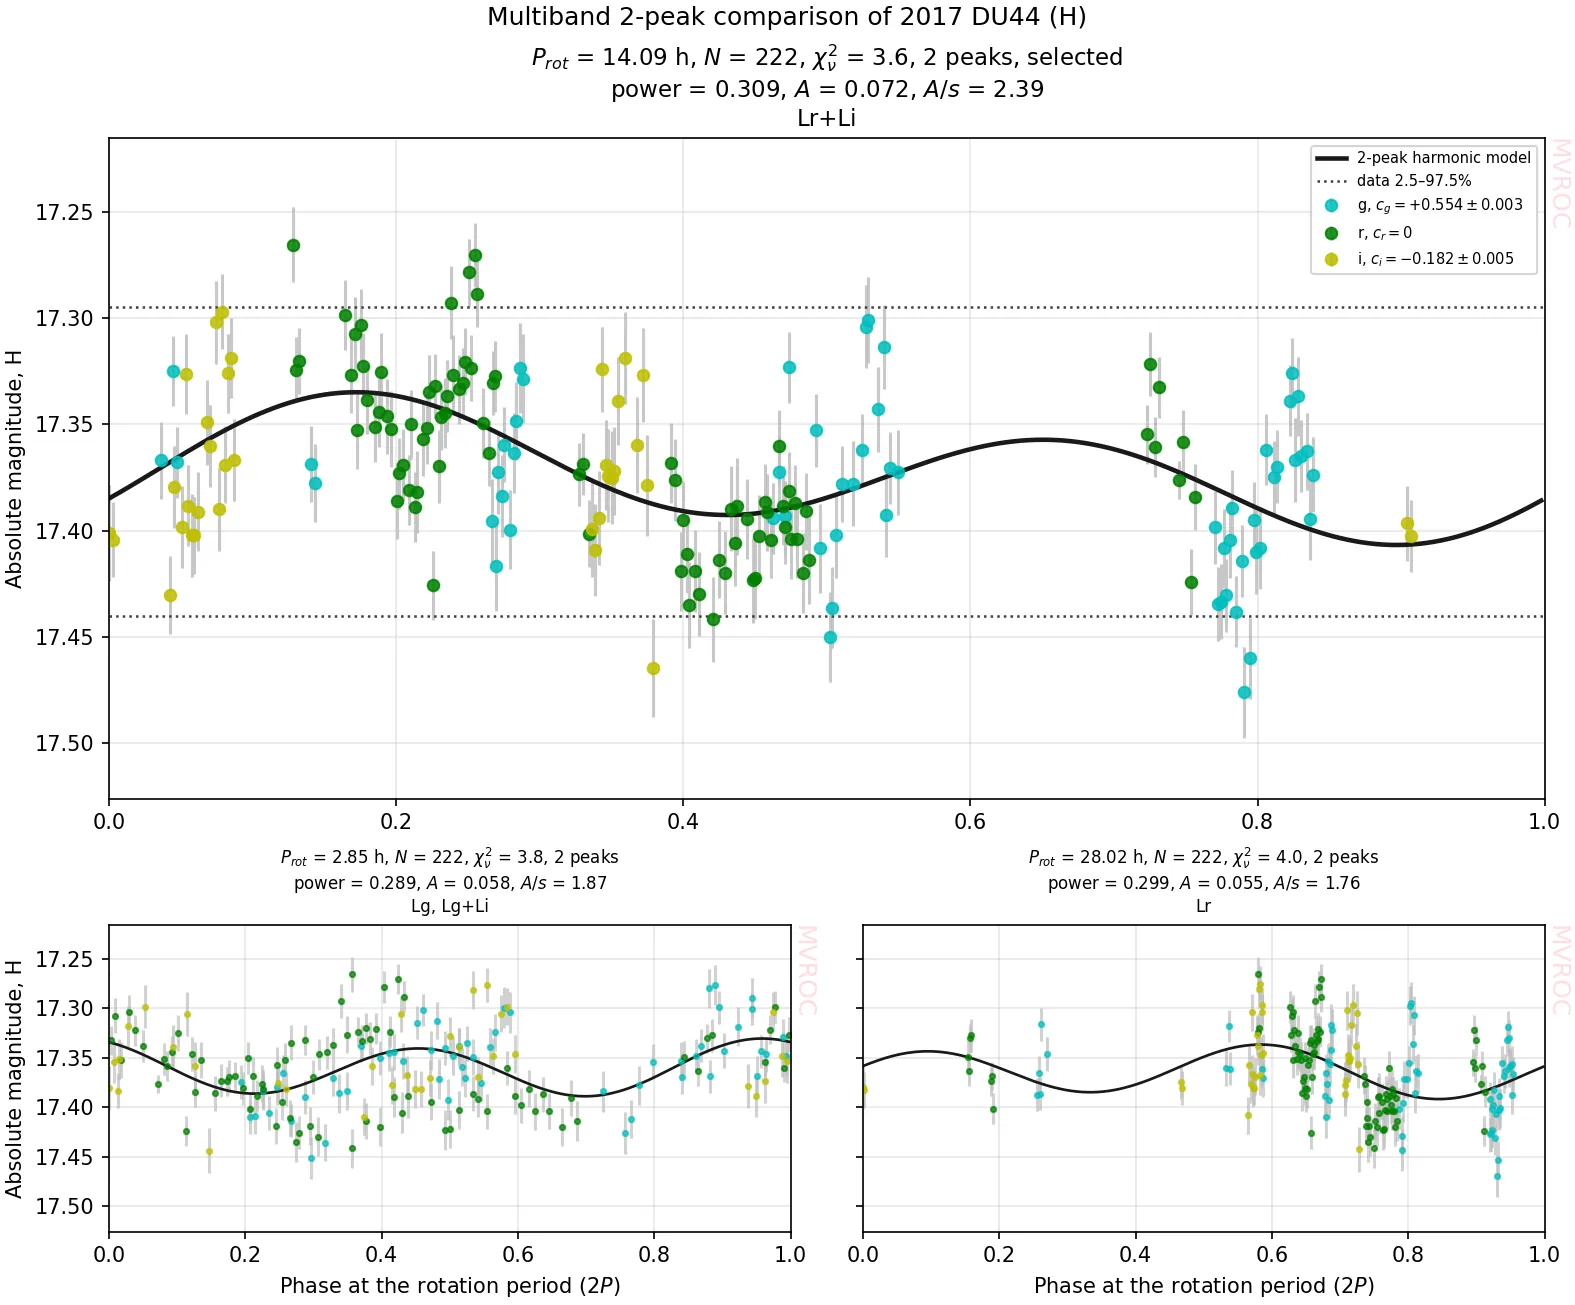 Multiband 2-peak comparison of 2017 DU44 (H)
P_rot = 14.09 h, N = 222, χ²_ν = 3.6, 2 peaks, selected
power = 0.309, A = 0.072, A/s = 2.39
Lr+Li
MVROC
2-peak harmonic model
data 2.5–97.5%
g, c_g = +0.554 ± 0.003
r, c_r = 0
i, c_i = −0.182 ± 0.005
Absolute magnitude, H
17.25
17.30
17.35
17.40
17.45
17.50
0.0 0.2 0.4 0.6 0.8 1.0
P_rot = 2.85 h, N = 222, χ²_ν = 3.8, 2 peaks
power = 0.289, A = 0.058, A/s = 1.87
Lg, Lg+Li
MVROC
Absolute magnitude, H
17.25
17.30
17.35
17.40
17.45
17.50
0.0 0.2 0.4 0.6 0.8 1.0
Phase at the rotation period (2P)
P_rot = 28.02 h, N = 222, χ²_ν = 4.0, 2 peaks
power = 0.299, A = 0.055, A/s = 1.76
Lr
MVROC
0.0 0.2 0.4 0.6 0.8 1.0
Phase at the rotation period (2P)